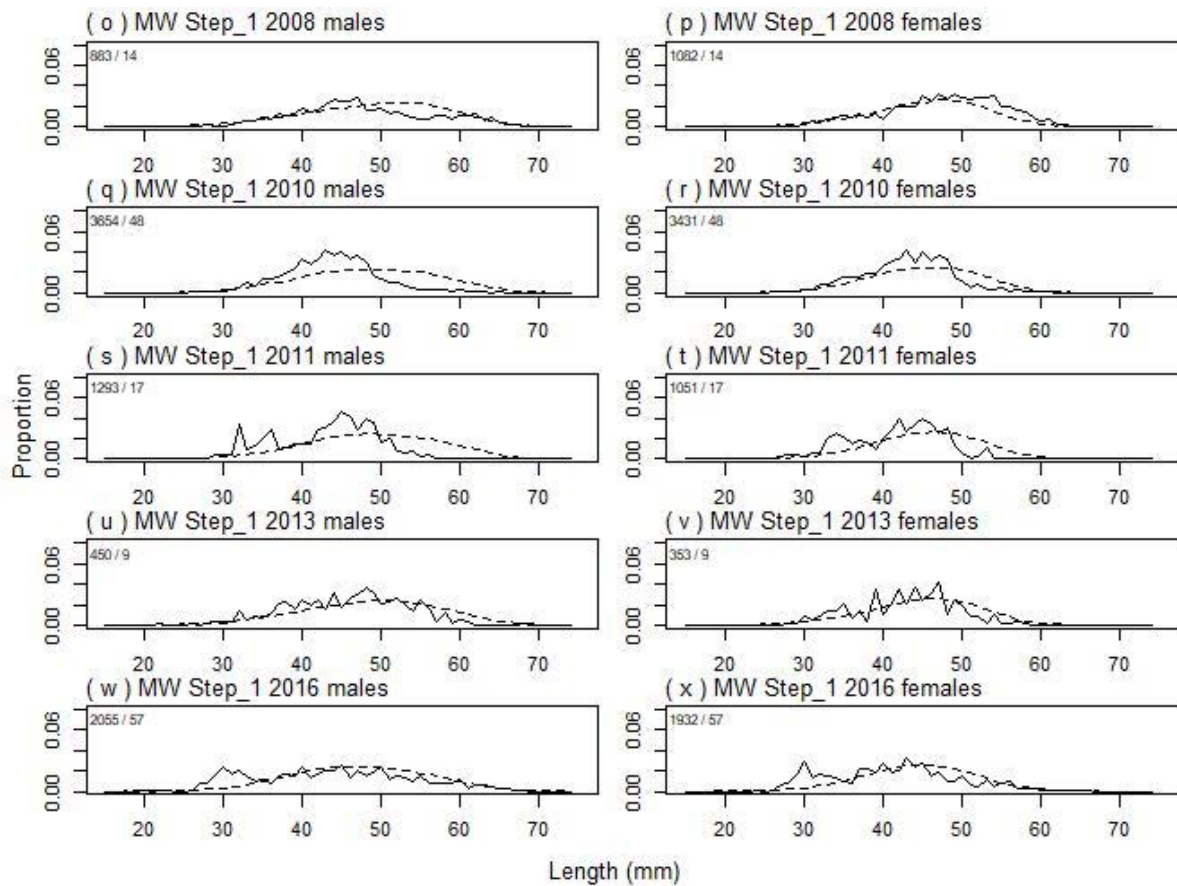 ( o ) MW Step_1 2008 males
883 / 14
0.00 0.06
20 30 40 50 60 70
( p ) MW Step_1 2008 females
1082 / 14
0.00 0.06
20 30 40 50 60 70
( q ) MW Step_1 2010 males
3654 / 48
0.00 0.06
20 30 40 50 60 70
( r ) MW Step_1 2010 females
3431 / 48
0.00 0.06
20 30 40 50 60 70
( s ) MW Step_1 2011 males
1293 / 17
0.00 0.06
20 30 40 50 60 70
( t ) MW Step_1 2011 females
1051 / 17
0.00 0.06
20 30 40 50 60 70
( u ) MW Step_1 2013 males
450 / 9
0.00 0.06
20 30 40 50 60 70
( v ) MW Step_1 2013 females
353 / 9
0.00 0.06
20 30 40 50 60 70
( w ) MW Step_1 2016 males
2055 / 57
0.00 0.06
20 30 40 50 60 70
( x ) MW Step_1 2016 females
1932 / 57
0.00 0.06
20 30 40 50 60 70
Proportion
Length (mm)